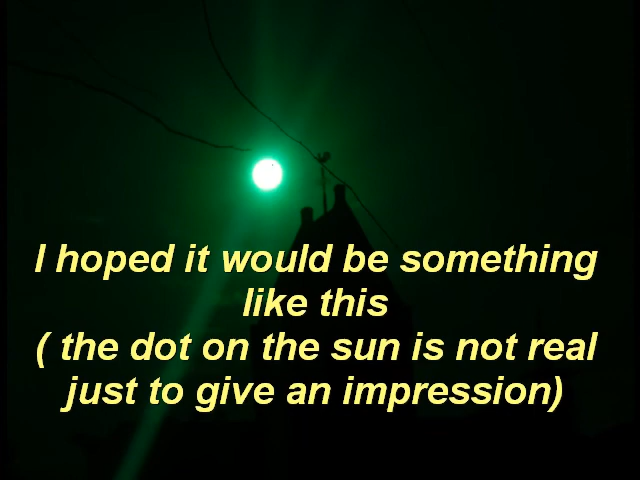 I hoped it would be something
like this
( the dot on the sun is not real
just to give an impression)